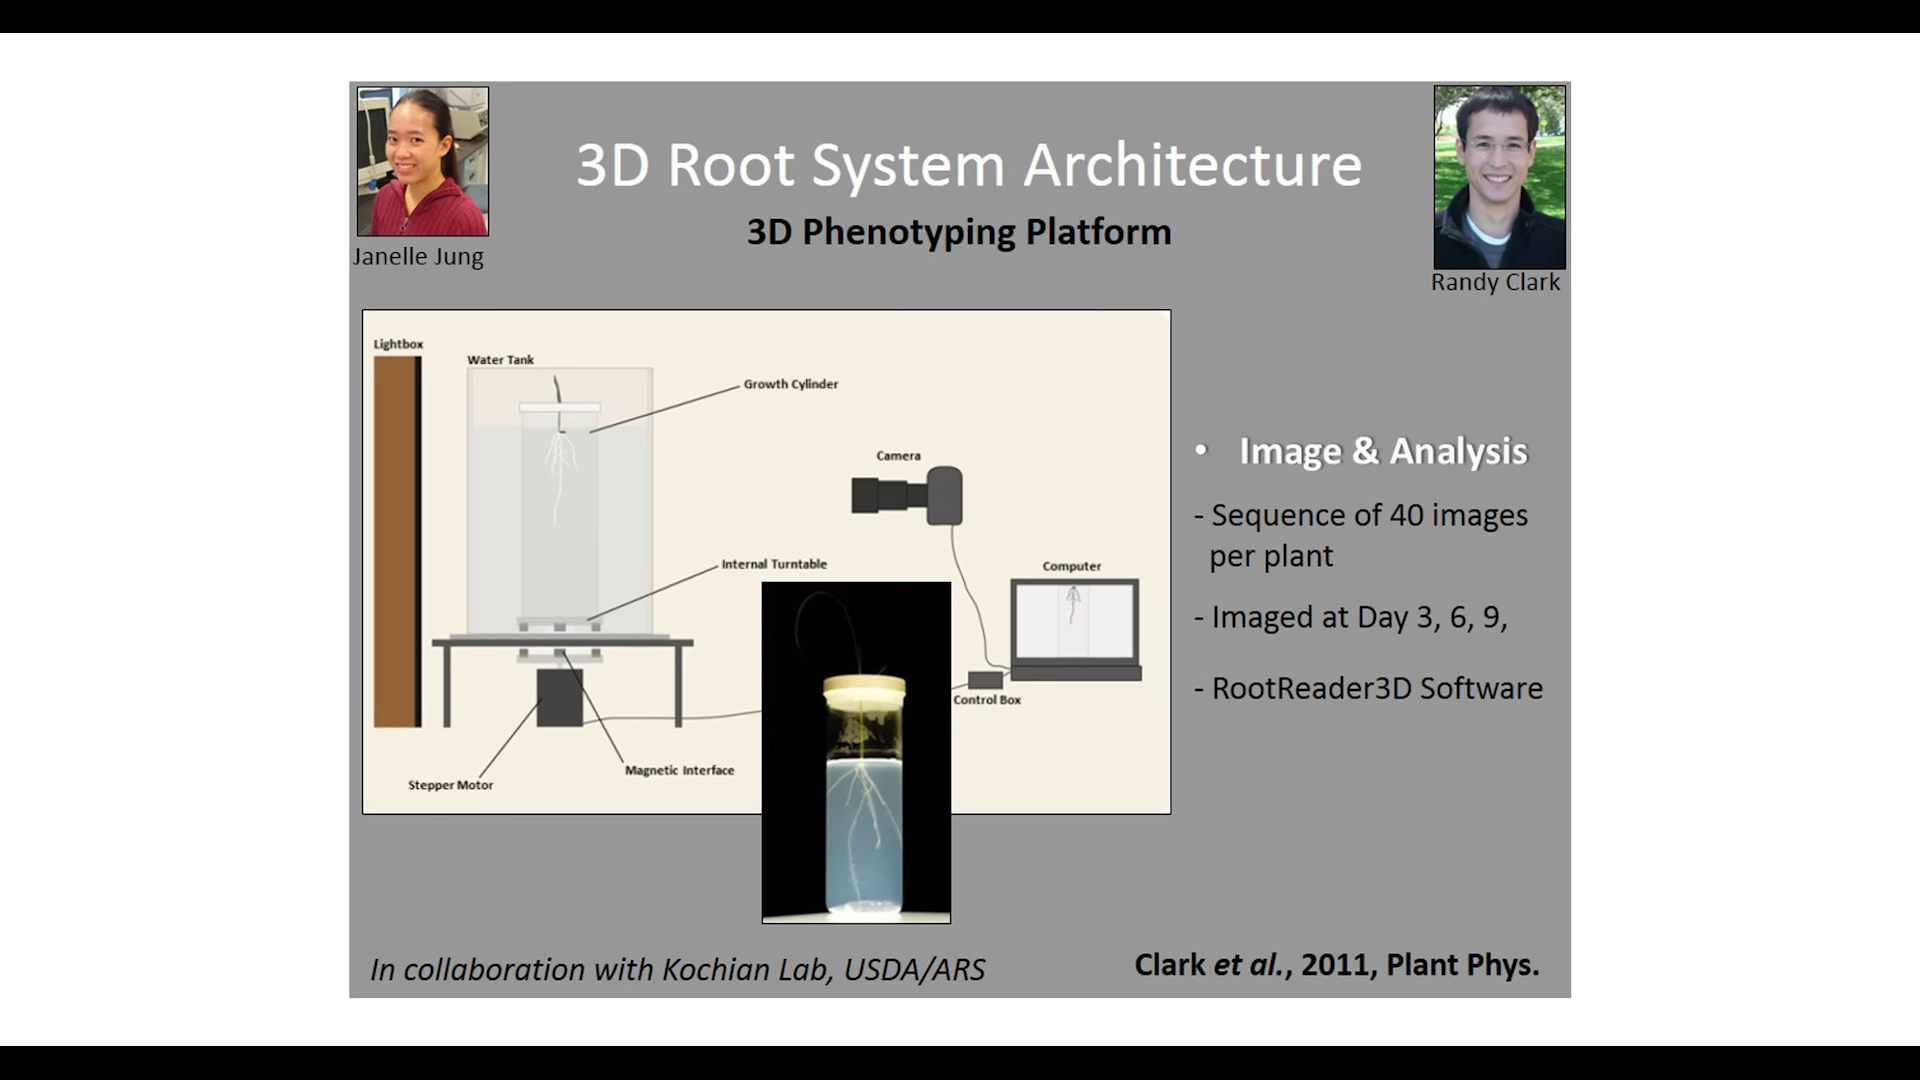 3D Root System Architecture
3D Phenotyping Platform
Janelle Jung
Randy Clark
Lightbox
Water Tank
Growth Cylinder
Camera
Internal Turntable
Computer
Control Box
Magnetic Interface
Stepper Motor
• Image & Analysis
- Sequence of 40 images
per plant
- Imaged at Day 3, 6, 9,
- RootReader3D Software
In collaboration with Kochian Lab, USDA/ARS
Clark et al., 2011, Plant Phys.